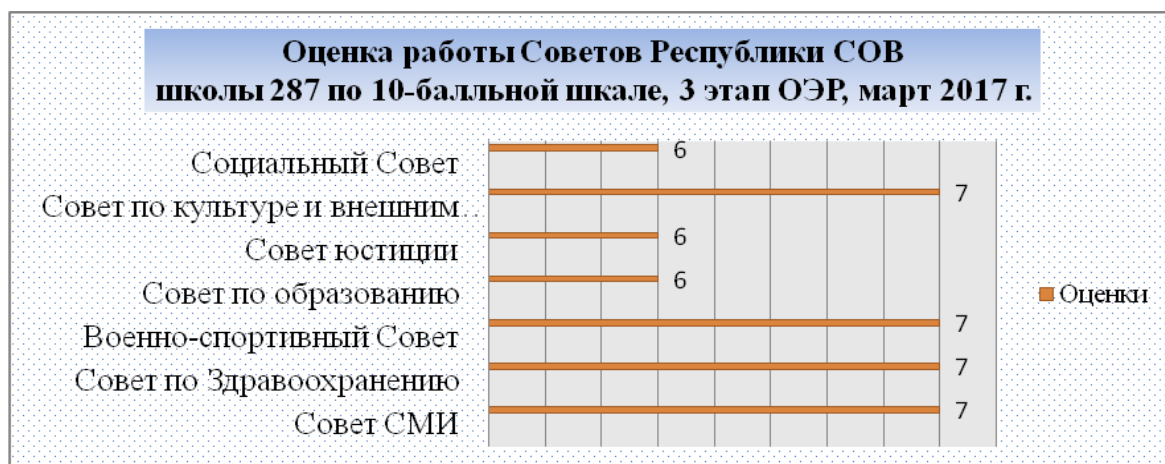 Оценка работы Советов Республики СОВ
школы 287 по 10-балльной шкале, 3 этап ОЭР, март 2017 г.
Социальный Совет 6
Совет по культуре и внешним… 7
Совет юстиции 6
Совет по образованию 6
Военно-спортивный Совет 7
Совет по Здравоохранению 7
Совет СМИ 7
Оценки